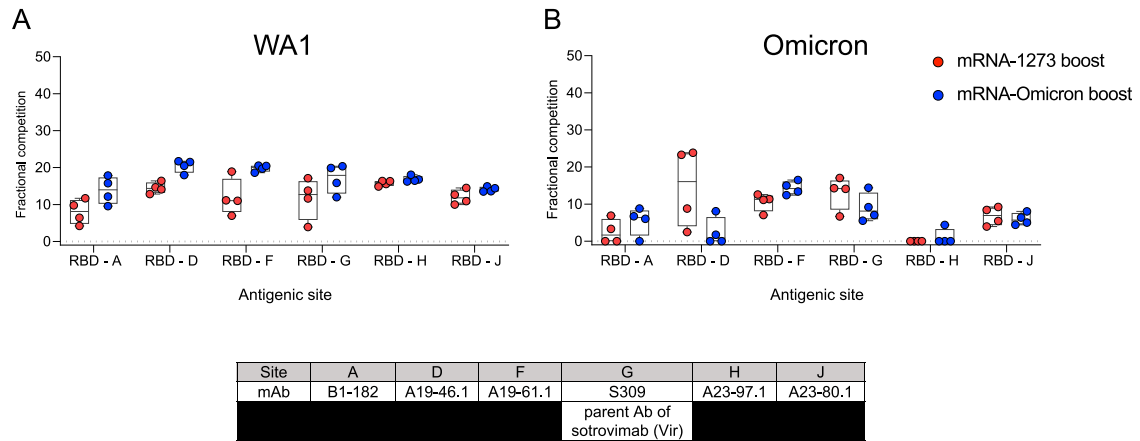 A
WA1
50
40
30
20
10
0
Fractional competition
RBD - A
RBD - D
RBD - F
RBD - G
RBD - H
RBD - J
Antigenic site
B
Omicron
50
40
30
20
10
0
Fractional competition
RBD - A
RBD - D
RBD - F
RBD - G
RBD - H
RBD - J
Antigenic site
mRNA-1273 boost
mRNA-Omicron boost
Site A D F G H J
mAb B1-182 A19-46.1 A19-61.1 S309 A23-97.1 A23-80.1
parent Ab of
sotrovimab (Vir)